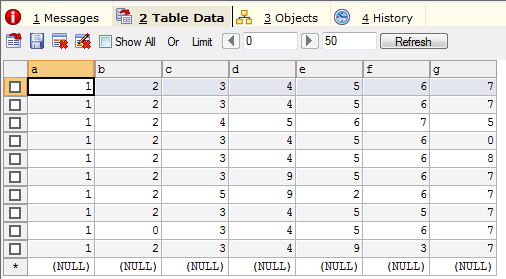 1 Messages 2 Table Data 3 Objects 4 History
Show All Or Limit 0 50 Refresh
a b c d e f g
1 2 3 4 5 6 7
1 2 3 4 5 6 7
1 2 4 5 6 7 5
1 2 3 4 5 6 0
1 2 3 4 5 6 8
1 2 3 9 5 6 7
1 2 5 9 2 6 7
1 2 3 4 5 5 7
1 0 3 4 5 6 7
1 2 3 4 9 3 7
* (NULL) (NULL) (NULL) (NULL) (NULL) (NULL) (NULL)